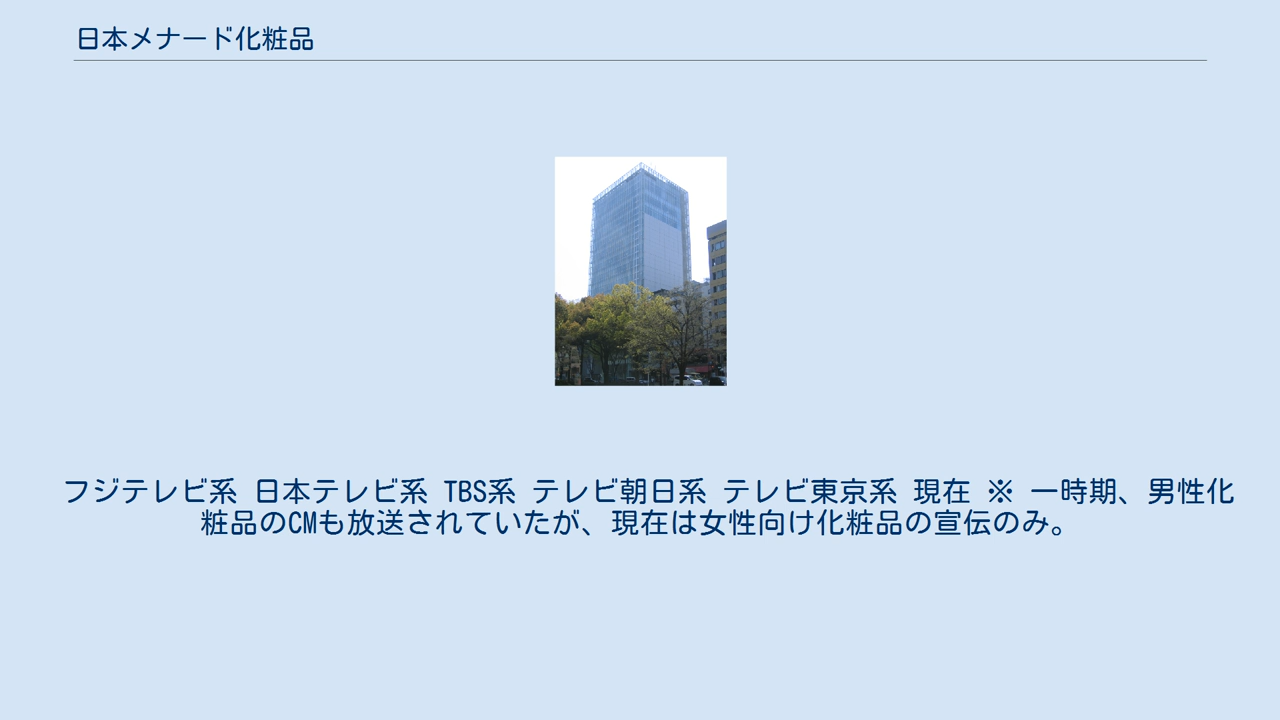 日本メナード化粧品
フジテレビ系 日本テレビ系 TBS系 テレビ朝日系 テレビ東京系 現在 ※ 一時期、男性化
粧品のCMも放送されていたが、現在は女性向け化粧品の宣伝のみ。